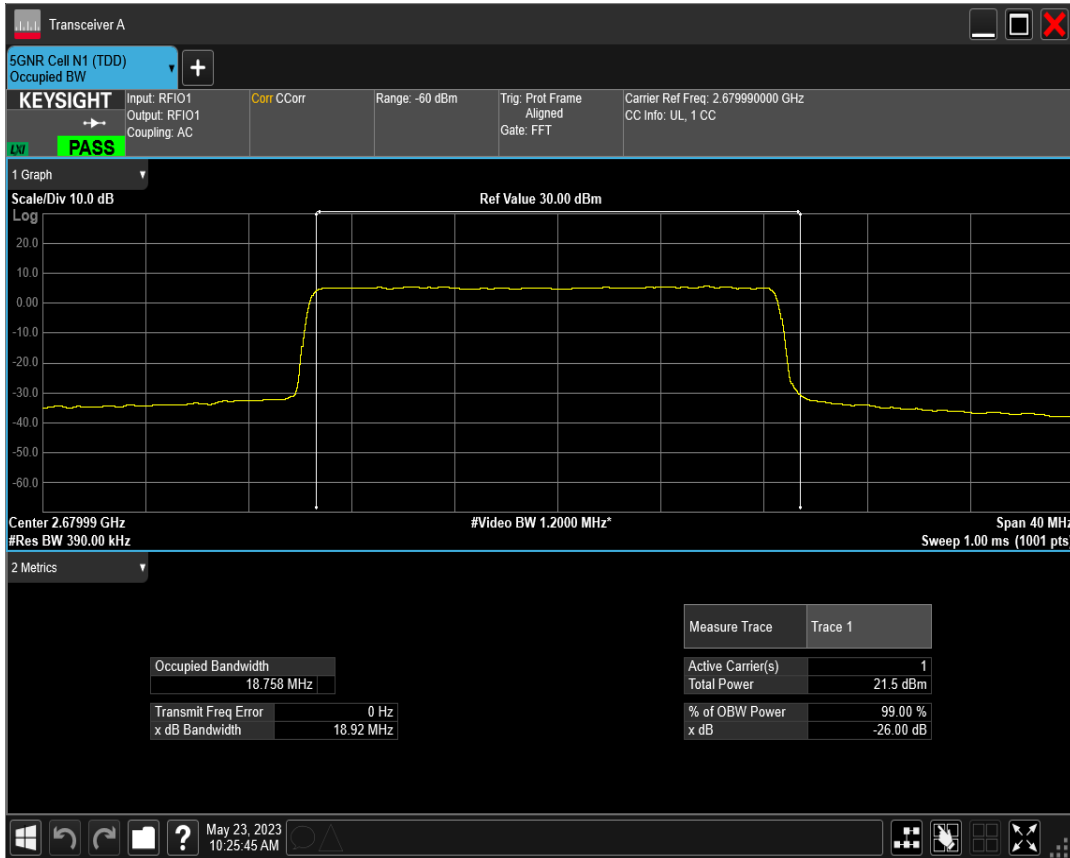 Transceiver A
5GNR Cell N1 (TDD)
Occupied BW
+
KEYSIGHT
LXI
PASS
Input: RFIO1
Output: RFIO1
Coupling: AC
Corr CCorr
Range: -60 dBm
Trig: Prot Frame
Aligned
Gate: FFT
Carrier Ref Freq: 2.679990000 GHz
CC Info: UL, 1 CC
1 Graph
Scale/Div 10.0 dB
Ref Value 30.00 dBm
Log
20.0
10.0
0.00
-10.0
-20.0
-30.0
-40.0
-50.0
-60.0
Center 2.67999 GHz
#Video BW 1.2000 MHz*
Span 40 MHz
#Res BW 390.00 kHz
Sweep 1.00 ms (1001 pts)
2 Metrics
Measure Trace Trace 1
Occupied Bandwidth
18.758 MHz
Active Carrier(s) 1
Total Power 21.5 dBm
Transmit Freq Error 0 Hz
x dB Bandwidth 18.92 MHz
% of OBW Power 99.00 %
x dB -26.00 dB
?
May 23, 2023
10:25:45 AM